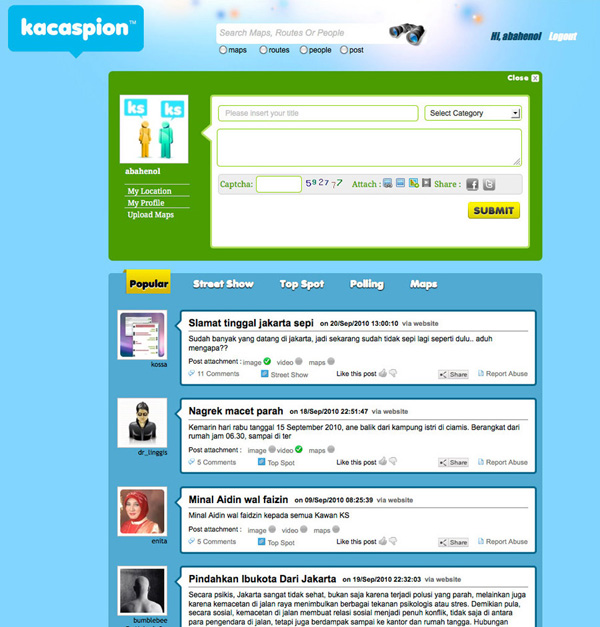 kacaspion™
Search Maps, Routes Or People
maps routes people post
Hi, abahenol Logout
Close x
ks ks
abahenol
My Location
My Profile
Upload Maps
Please insert your title
Select Category
Captcha: 592777 Attach : Share :
SUBMIT
Popular Street Show Top Spot Polling Maps
kossa
Slamat tinggal jakarta sepi on 20/Sep/2010 13:00:10 via website
Sudah banyak yang datang di jakarta, jadi sekarang sudah tidak sepi lagi seperti dulu.. aduh
mengapa??
Post attachment : image video maps
11 Comments Street Show Like this post Share Report Abuse
dr_linggis
Nagrek macet parah on 18/Sep/2010 22:51:47 via website
Kemarin hari rabu tanggal 15 September 2010, ane balik dari kampung istri di ciamis. Berangkat dari
rumah jam 06.30, sampai di ter
Post attachment : image video maps
5 Comments Top Spot Like this post Share Report Abuse
enita
Minal Aidin wal faizin on 09/Sep/2010 08:25:39 via website
Minal Aidin wal faidzin kepada semua Kawan KS
Post attachment : image video maps
5 Comments Top Spot Like this post Share Report Abuse
bumblebee
Pindahkan Ibukota Dari Jakarta on 19/Sep/2010 22:32:03 via website
Secara psikis, Jakarta sangat tidak sehat, bukan saja karena terjadi polusi yang parah, melainkan juga
karena kemacetan di jalan raya menimbulkan berbagai tekanan psikologis atau stres. Demikian pula,
secara sosial, kemacetan di jalan membuat relasi sosial menjadi penuh konflik, tidak saja di antara
para pengendara di jalan, tetapi juga berdampak sampai ke kantor dan rumah tangga. Hubungan